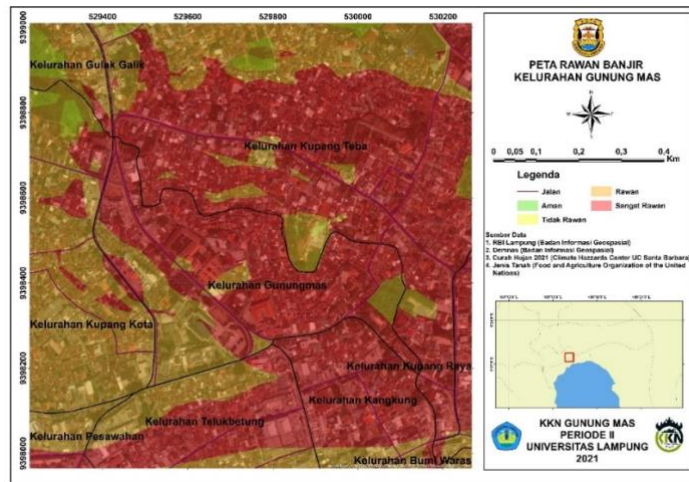 529400 529600 529800 530000 530200
9399000
9398800
9398600
9398400
9398200
9398000
Kelurahan Gulak Galik
Kelurahan Kupang Teba
Kelurahan Gunungmas
Kelurahan Kupang Kota
Kelurahan Kupang Raya
Kelurahan Kangkung
Kelurahan Telukbetung
Kelurahan Pesawahan
Kelurahan Bumi Waras
PETA RAWAN BANJIR
KELURAHAN GUNUNG MAS
0 0,05 0,1 0,2 0,3 0,4
Km
Legenda
Jalan
Aman
Tidak Rawan
Rawan
Sangat Rawan
Sumber Data
1. RBI Lampung (Badan Informasi Geospasial)
2. Demnas (Badan Informasi Geospasial)
3. Curah Hujan 2021 (Climate Hazzards Center UC Santa Barbara)
4. Jenis Tanah (Food and Agriculture Organization of the United
Nations)
KKN GUNUNG MAS
PERIODE II
UNIVERSITAS LAMPUNG
2021
KKN